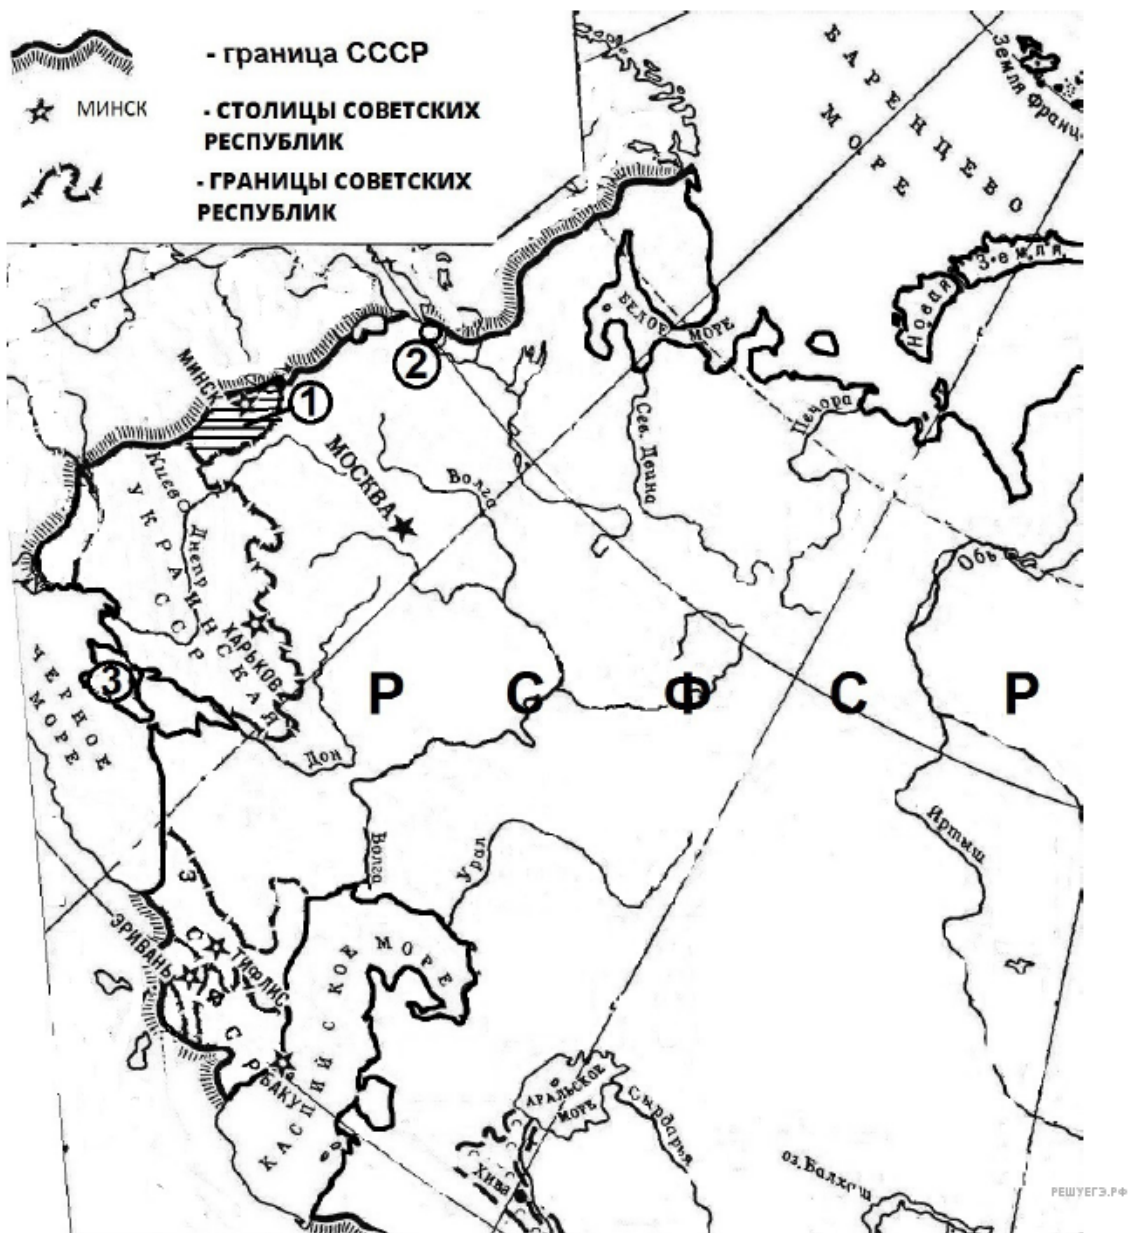 - граница СССР
МИНСК
- СТОЛИЦЫ СОВЕТСКИХ
РЕСПУБЛИК
- ГРАНИЦЫ СОВЕТСКИХ
РЕСПУБЛИК
БАРЕНЦЕВО
МОРЕ
Земля Франц
Новая
Земля
БЕЛОЕ МОРЕ
2
МИНСК
1
Печора
Сев. Двина
МОСКВА
Волга
Киев
УКРАИНСКАЯ
ССР
Днепр
Обь
ХАРЬКОВ
ЧЕРНОЕ
МОРЕ
3
Р С Ф С Р
Дон
Волга
Урал
Иртыш
ЗСФСР
ЭРИВАНЬ
ТИФЛИС
БАКУ
КАСПИЙСКОЕ МОРЕ
АРАЛЬСКОЕ
МОРЕ
Сырдарья
Хива
оз. Балхаш
РЕШУЕГЭ.РФ